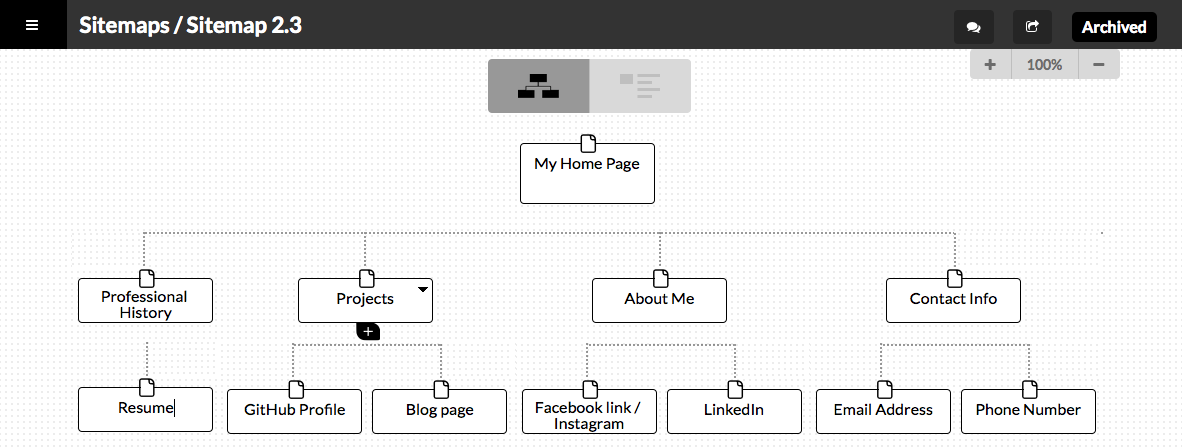 Sitemaps / Sitemap 2.3
Archived
+ 100% −
My Home Page
Professional
History
Projects
About Me
Contact Info
+
Resume
GitHub Profile
Blog page
Facebook link /
Instagram
LinkedIn
Email Address
Phone Number